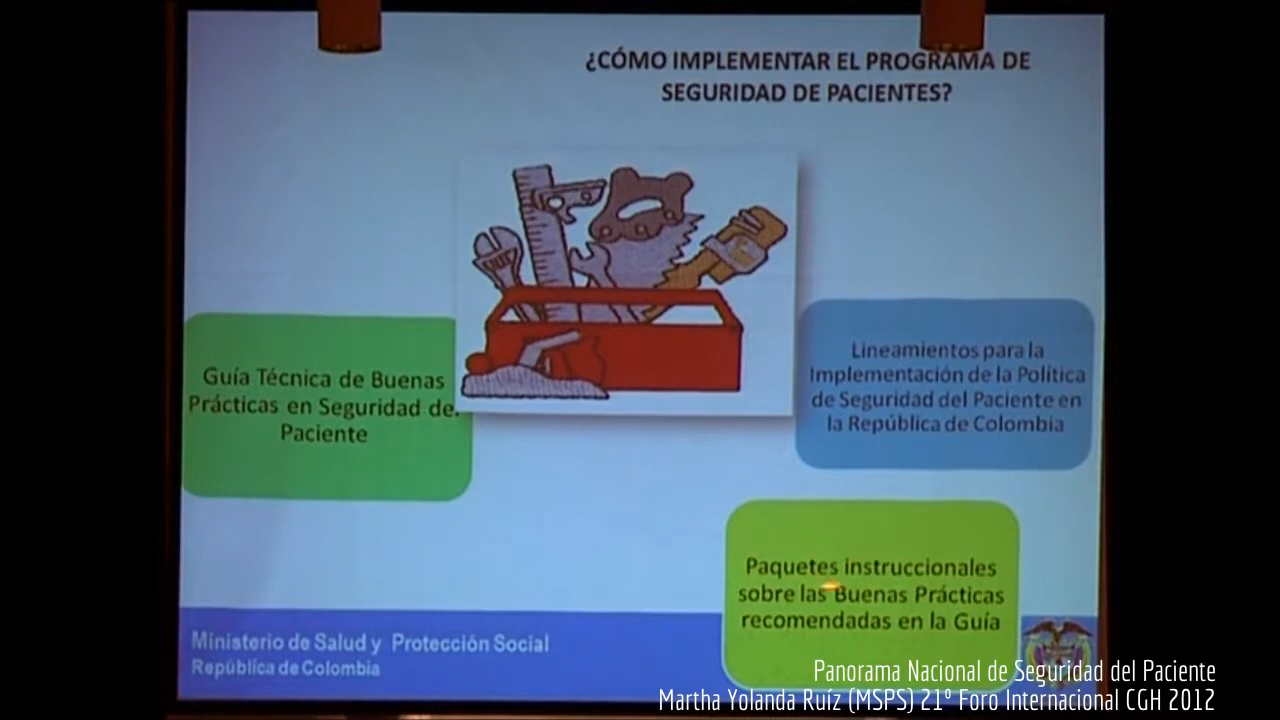 ¿CÓMO IMPLEMENTAR EL PROGRAMA DE
SEGURIDAD DE PACIENTES?
Guía Técnica de Buenas
Prácticas en Seguridad del
Paciente
Lineamientos para la
Implementación de la Política
de Seguridad del Paciente en
la República de Colombia
Paquetes instruccionales
sobre las Buenas Prácticas
recomendadas en la Guía
Ministerio de Salud y Protección Social
República de Colombia
Panorama Nacional de Seguridad del Paciente
Martha Yolanda Ruíz (MSPS) 21º Foro Internacional CGH 2012